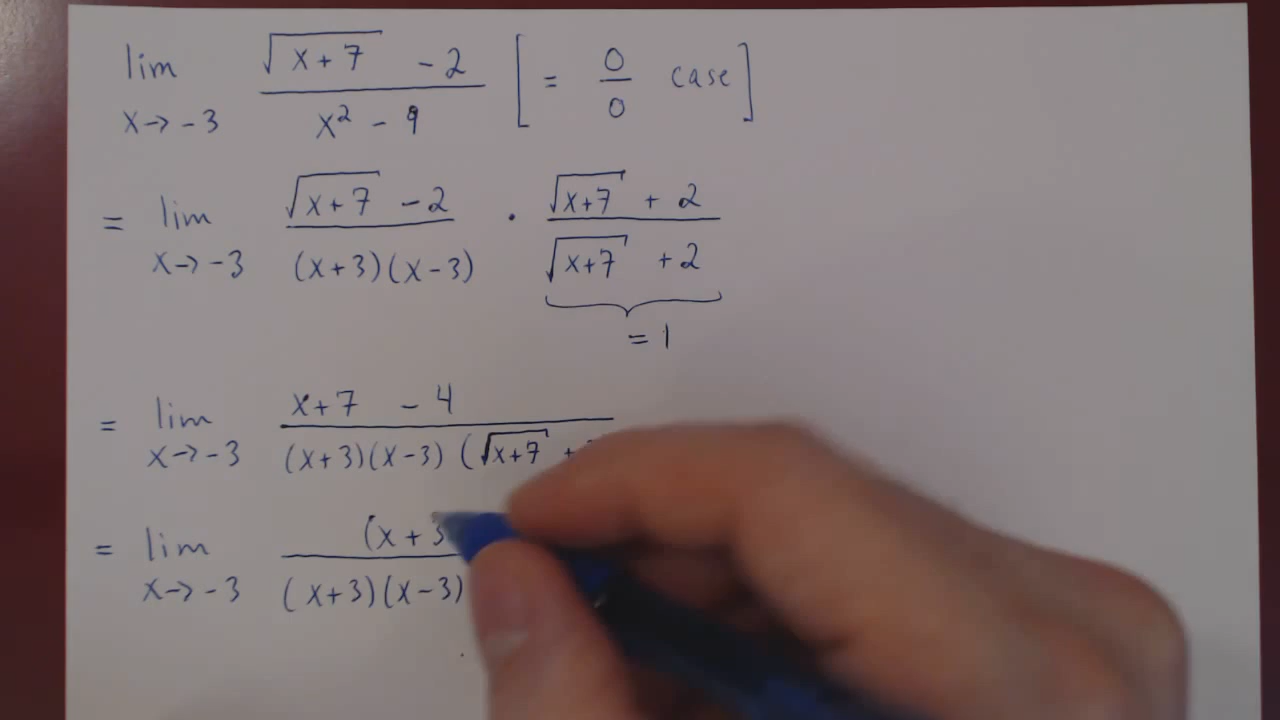 lim √(x+7) - 2 / x² - 9 [ = 0/0 case ]
x→-3
= lim √(x+7) - 2 / (x+3)(x-3) · √(x+7) + 2 / √(x+7) + 2
x→-3
= 1
= lim x+7 - 4 / (x+3)(x-3) (√(x+7) +
x→-3
= lim (x+3 / (x+3)(x-3)
x→-3